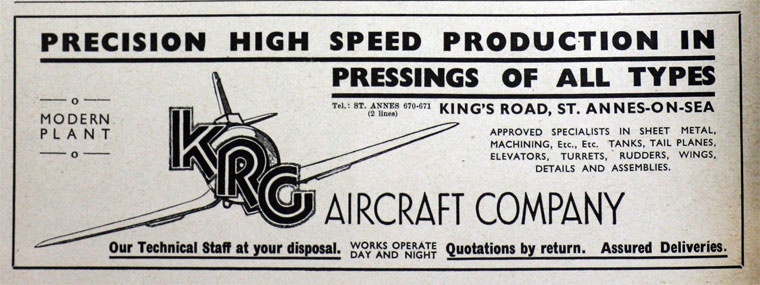 PRECISION HIGH SPEED PRODUCTION IN
PRESSINGS OF ALL TYPES
Tel.: ST. ANNES 670-671
(2 lines)
KING'S ROAD, ST. ANNES-ON-SEA
MODERN
PLANT
APPROVED SPECIALISTS IN SHEET METAL,
MACHINING, Etc., Etc. TANKS, TAIL PLANES,
ELEVATORS, TURRETS, RUDDERS, WINGS,
DETAILS AND ASSEMBLIES.
KRG
AIRCRAFT COMPANY
Our Technical Staff at your disposal.
WORKS OPERATE
DAY AND NIGHT
Quotations by return. Assured Deliveries.